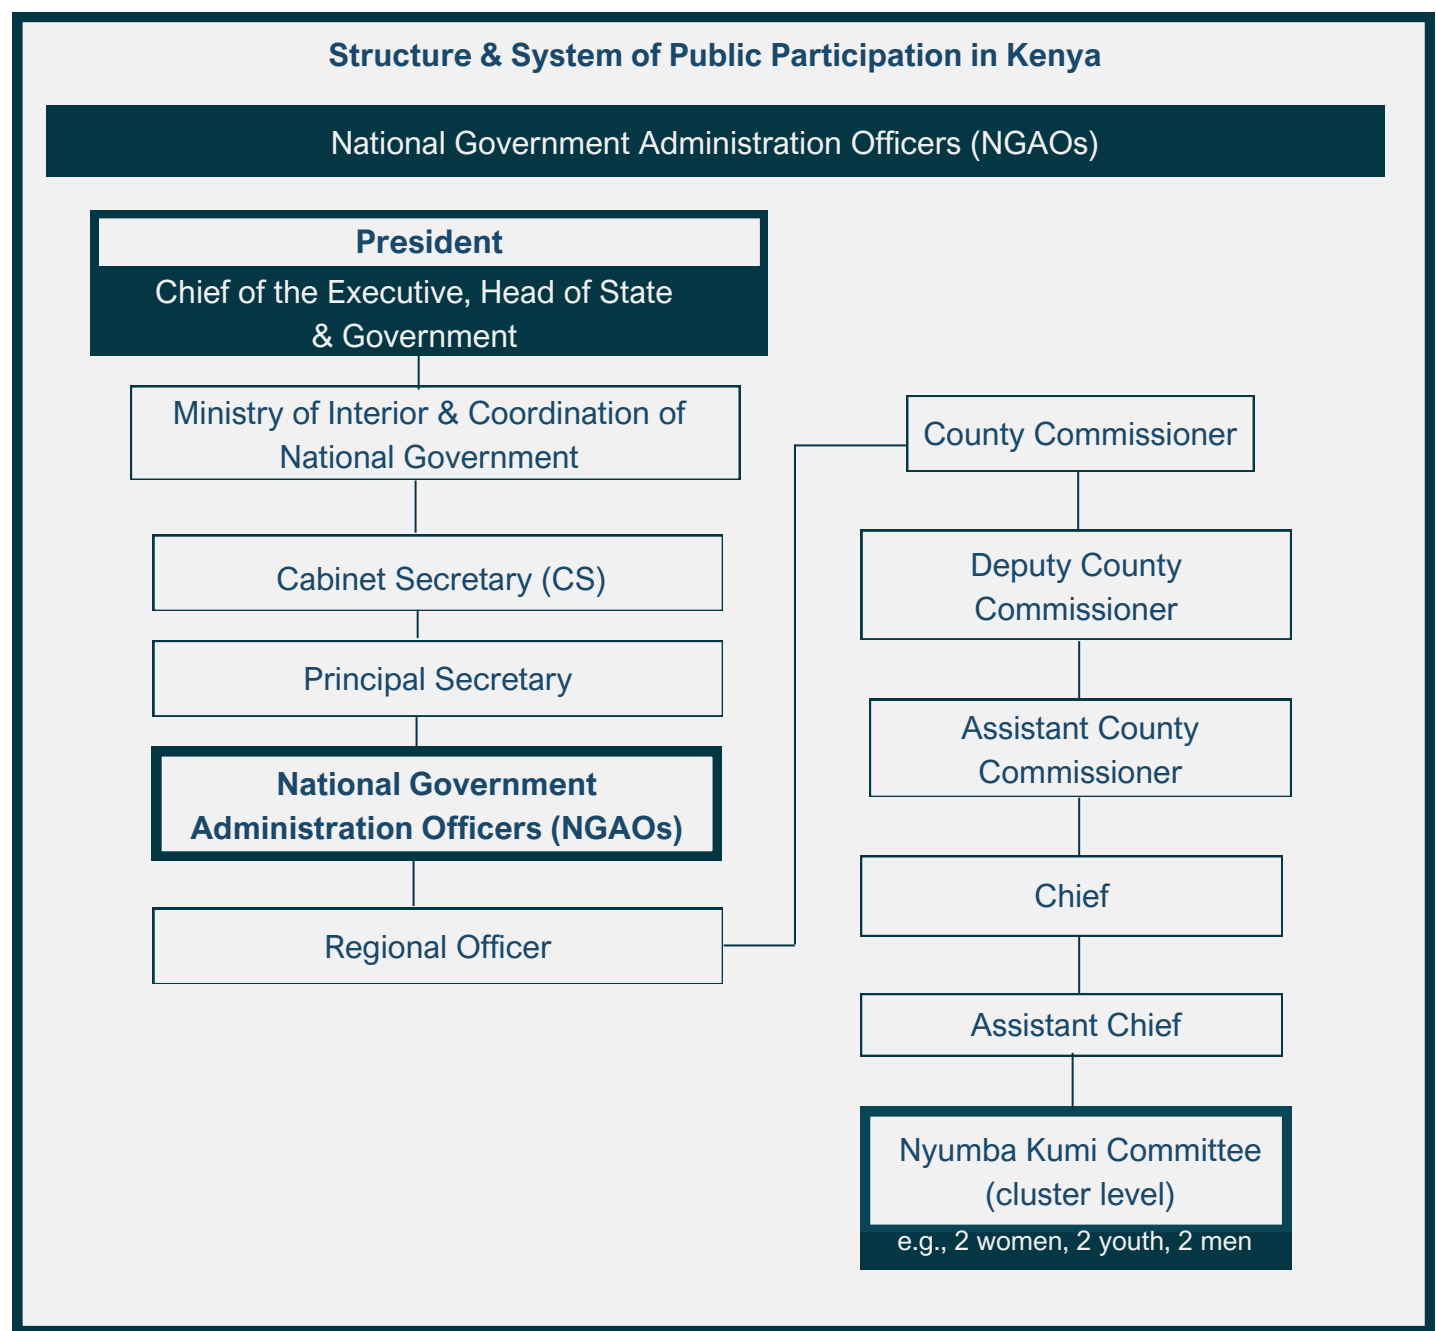 Structure & System of Public Participation in Kenya
National Government Administration Officers (NGAOs)
President
Chief of the Executive, Head of State
& Government
Ministry of Interior & Coordination of
National Government
Cabinet Secretary (CS)
Principal Secretary
National Government
Administration Officers (NGAOs)
Regional Officer
County Commissioner
Deputy County
Commissioner
Assistant County
Commissioner
Chief
Assistant Chief
Nyumba Kumi Committee
(cluster level)
e.g., 2 women, 2 youth, 2 men